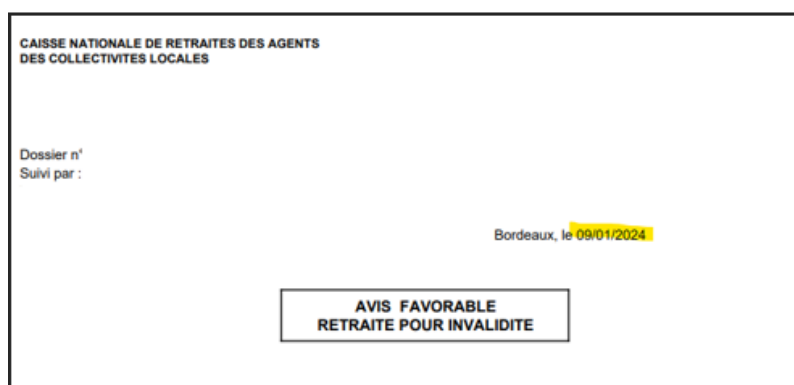 CAISSE NATIONALE DE RETRAITES DES AGENTS
DES COLLECTIVITES LOCALES
Dossier n°
Suivi par :
Bordeaux, le 09/01/2024
AVIS FAVORABLE
RETRAITE POUR INVALIDITE